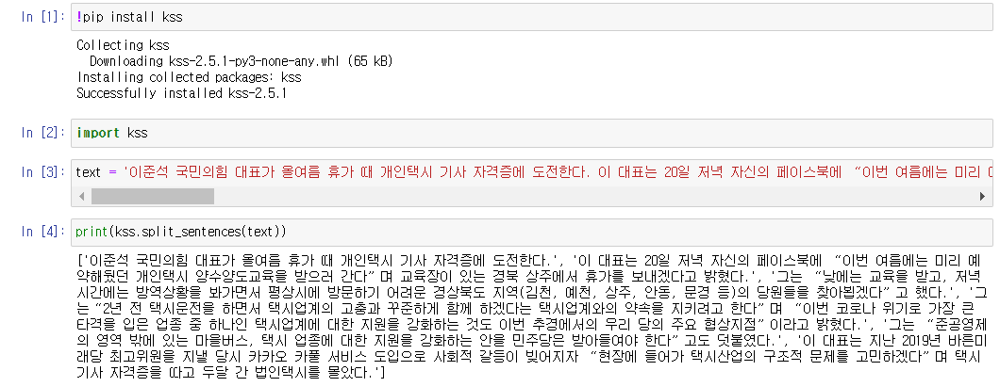 In [1]: !pip install kss
Collecting kss
Downloading kss-2.5.1-py3-none-any.whl (65 kB)
Installing collected packages: kss
Successfully installed kss-2.5.1
In [2]: import kss
In [3]: text = '이준석 국민의힘 대표가 올여름 휴가 때 개인택시 기사 자격증에 도전한다. 이 대표는 20일 저녁 자신의 페이스북에 “이번 여름에는 미리
In [4]: print(kss.split_sentences(text))
['이준석 국민의힘 대표가 올여름 휴가 때 개인택시 기사 자격증에 도전한다.', '이 대표는 20일 저녁 자신의 페이스북에 “이번 여름에는 미리 예
약해뒀던 개인택시 양수양도교육을 받으러 간다”며 교육장이 있는 경북 상주에서 휴가를 보내겠다고 밝혔다.', '그는 “낮에는 교육을 받고, 저녁
시간에는 방역상황을 봐가면서 평상시에 방문하기 어려운 경상북도 지역(김천, 예천, 상주, 안동, 문경 등)의 당원들을 찾아뵙겠다”고 했다.', '그
는 “2년 전 택시운전을 하면서 택시업계의 고충과 꾸준하게 함께 하겠다는 택시업계와의 약속을 지키려고 한다”며 “이번 코로나 위기로 가장 큰
타격을 입은 업종 중 하나인 택시업계에 대한 지원을 강화하는 것도 이번 추경에서의 우리 당의 주요 협상지점”이라고 밝혔다.', '그는 “준공영제
의 영역 밖에 있는 마을버스, 택시 업종에 대한 지원을 강화하는 안을 민주당은 받아들여야 한다”고도 덧붙였다.', '이 대표는 지난 2019년 바른미
래당 최고위원을 지낼 당시 카카오 카풀 서비스 도입으로 사회적 갈등이 빚어지자 “현장에 들어가 택시산업의 구조적 문제를 고민하겠다”며 택시
기사 자격증을 따고 두달 간 법인택시를 몰았다.']